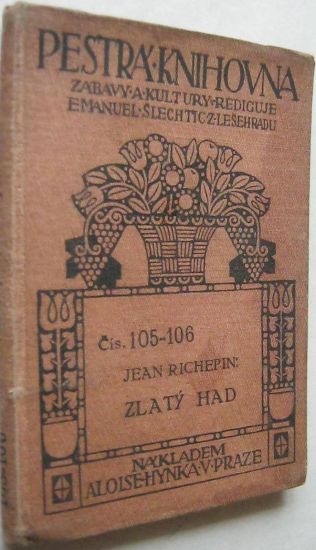 PESTRÁ·KNIHOVNA
ZÁBAVY·A·KULTURY·REDIGUJE
EMANUEL·ŠLECHTIC·Z·LEŠEHRADU
Čís. 105-106
JEAN RICHEPIN:
ZLATÝ HAD
NÁKLADEM
ALOISE·HYNKA·V·PRAZE